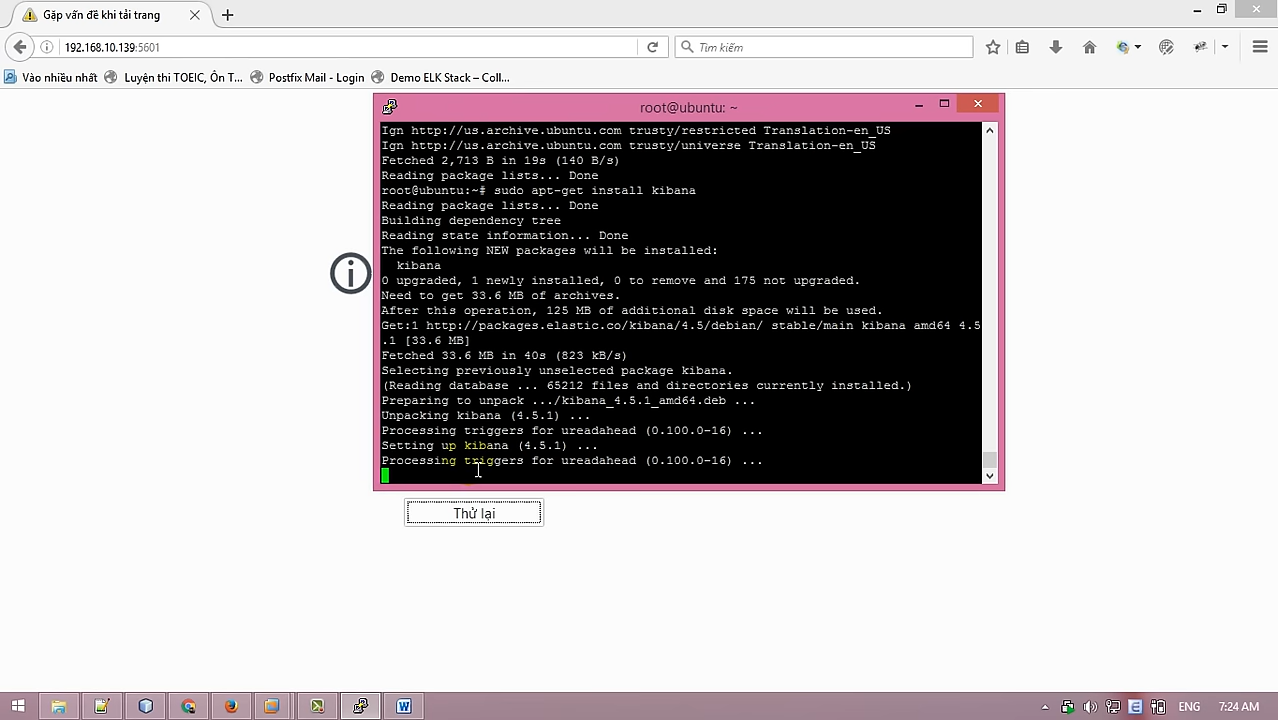 Gặp vấn đề khi tải trang
192.168.10.139:5601
Tìm kiếm
Vào nhiều nhất
Luyện thi TOEIC, Ôn T...
Postfix Mail - Login
Demo ELK Stack – Coll...
root@ubuntu: ~
Ign http://us.archive.ubuntu.com trusty/restricted Translation-en_US
Ign http://us.archive.ubuntu.com trusty/universe Translation-en_US
Fetched 2,713 B in 19s (140 B/s)
Reading package lists... Done
root@ubuntu:~# sudo apt-get install kibana
Reading package lists... Done
Building dependency tree
Reading state information... Done
The following NEW packages will be installed:
kibana
0 upgraded, 1 newly installed, 0 to remove and 175 not upgraded.
Need to get 33.6 MB of archives.
After this operation, 125 MB of additional disk space will be used.
Get:1 http://packages.elastic.co/kibana/4.5/debian/ stable/main kibana amd64 4.5
.1 [33.6 MB]
Fetched 33.6 MB in 40s (823 kB/s)
Selecting previously unselected package kibana.
(Reading database ... 65212 files and directories currently installed.)
Preparing to unpack .../kibana_4.5.1_amd64.deb ...
Unpacking kibana (4.5.1) ...
Processing triggers for ureadahead (0.100.0-16) ...
Setting up kibana (4.5.1) ...
Processing triggers for ureadahead (0.100.0-16) ...
Thử lại
ENG
7:24 AM